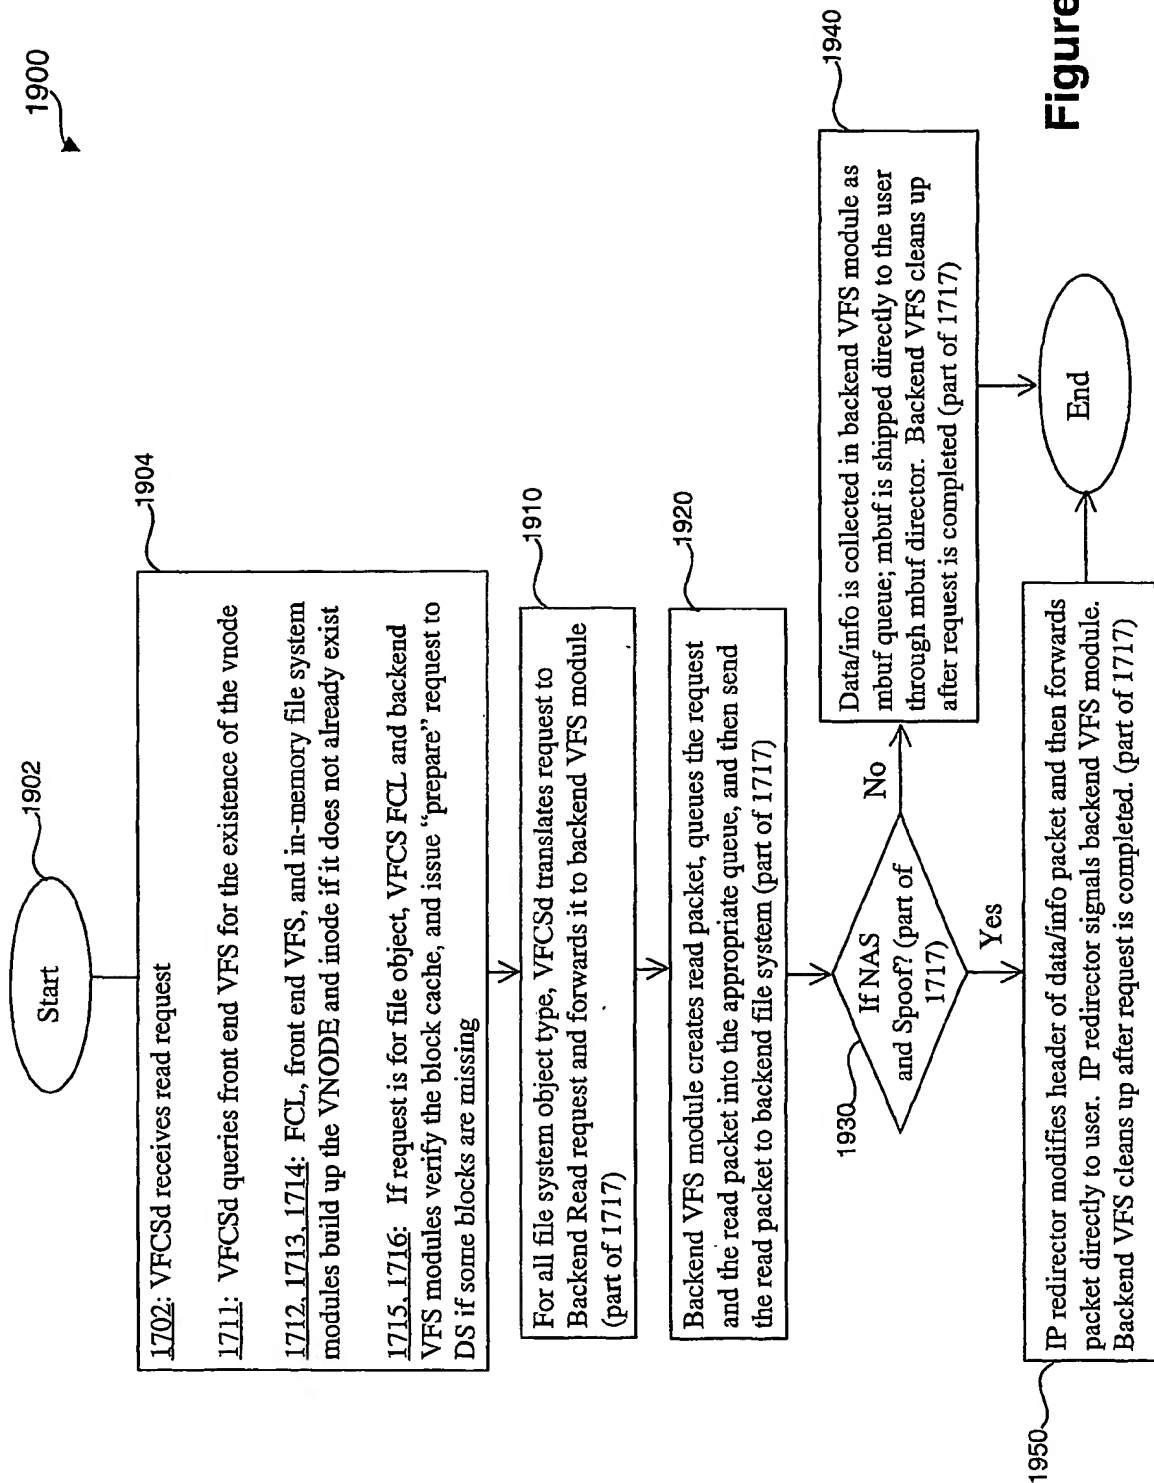 1900
Start
1902
1904
1702: VFCSd receives read request
1711: VFCSd queries front end VFS for the existence of the vnode
1712, 1713, 1714: FCL, front end VFS, and in-memory file system
modules build up the VNODE and inode if it does not already exist
1715, 1716: If request is for file object, VFCS FCL and backend
VFS modules verify the block cache, and issue “prepare” request to
DS if some blocks are missing
1910
For all file system object type, VFCSd translates request to
Backend Read request and forwards it to backend VFS module
(part of 1717)
1920
Backend VFS module creates read packet, queues the request
and the read packet into the appropriate queue, and then send
the read packet to backend file system (part of 1717)
1930
If NAS
and Spoof? (part of
1717)
No
Yes
1940
Data/info is collected in backend VFS module as
mbuf queue; mbuf is shipped directly to the user
through mbuf director. Backend VFS cleans up
after request is completed (part of 1717)
1950
IP redirector modifies header of data/info packet and then forwards
packet directly to user. IP redirector signals backend VFS module.
Backend VFS cleans up after request is completed. (part of 1717)
End
Figure